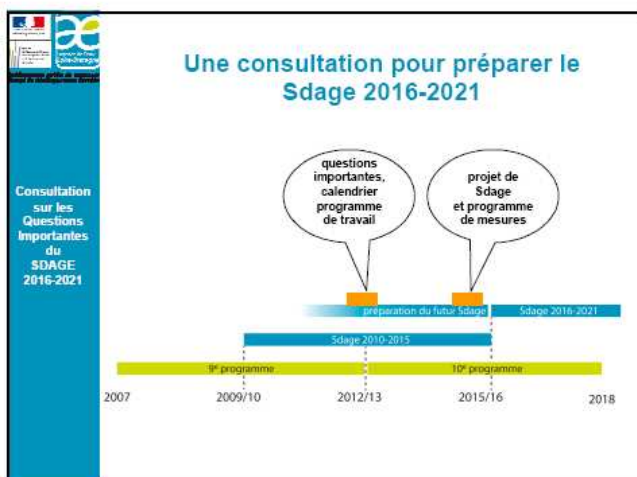 Une consultation pour préparer le
Sdage 2016-2021
Consultation
sur les
Questions
Importantes
du
SDAGE
2016-2021
questions
importantes,
calendrier
programme
de travail
projet de
Sdage
et programme
de mesures
préparation du futur Sdage
Sdage 2016-2021
Sdage 2010-2015
9e programme
10e programme
2007
2009/10
2012/13
2015/16
2018